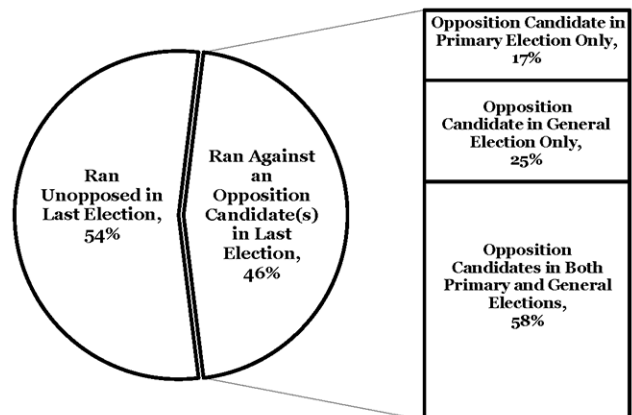 Ran
Unopposed in
Last Election,
54%
Ran Against
an
Opposition
Candidate(s)
in Last
Election,
46%
Opposition Candidate in
Primary Election Only,
17%
Opposition
Candidate in General
Election Only,
25%
Opposition
Candidates in Both
Primary and General
Elections,
58%